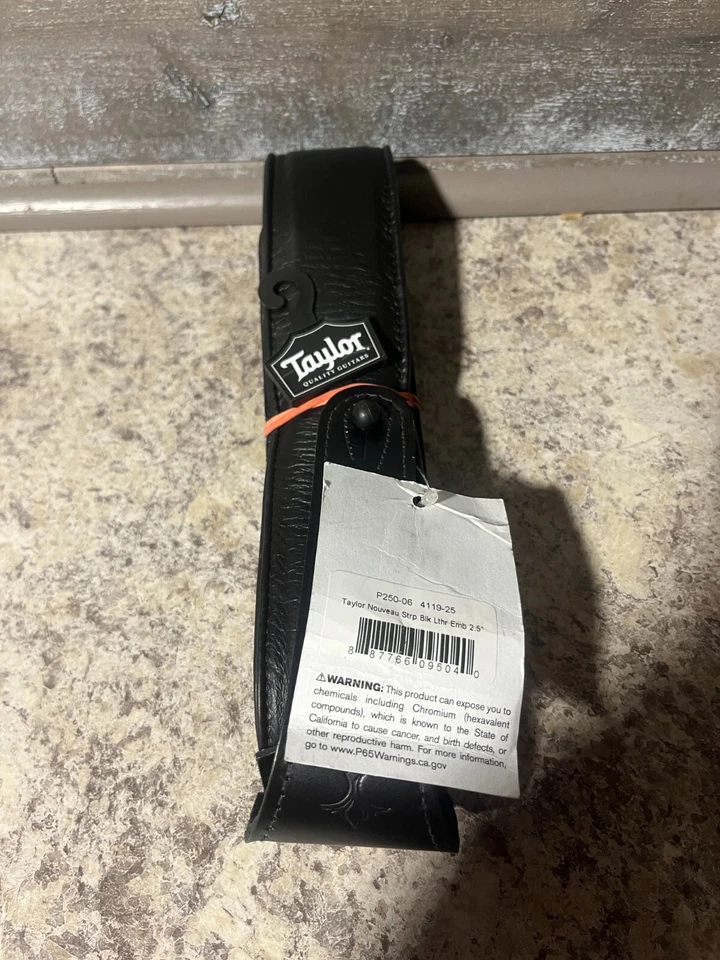 Taylor®
QUALITY GUITARS
P250-06 4119-25
Taylor Nouveau Strp Blk Lthr Emb 2.5"
8 87766 09504 0
⚠WARNING: This product can expose you to
chemicals including Chromium (hexavalent
compounds), which is known to the State of
California to cause cancer, and birth defects, or
other reproductive harm. For more information,
go to www.P65Warnings.ca.gov